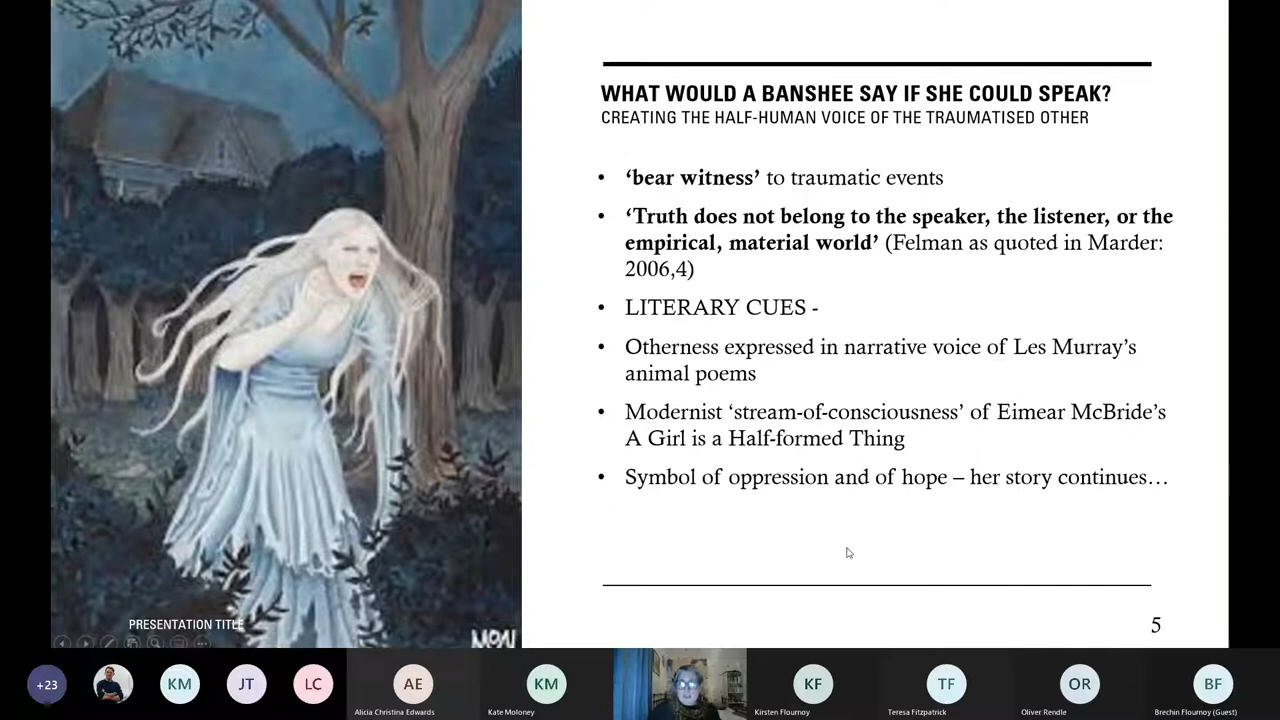 WHAT WOULD A BANSHEE SAY IF SHE COULD SPEAK?
CREATING THE HALF-HUMAN VOICE OF THE TRAUMATISED OTHER
• ‘bear witness’ to traumatic events
• ‘Truth does not belong to the speaker, the listener, or the
empirical, material world’ (Felman as quoted in Marder:
2006,4)
• LITERARY CUES -
• Otherness expressed in narrative voice of Les Murray’s
animal poems
• Modernist ‘stream-of-consciousness’ of Eimear McBride’s
A Girl is a Half-formed Thing
• Symbol of oppression and of hope – her story continues…
PRESENTATION TITLE
5
+23
KM
JT
LC
AE
Alicia Christina Edwards
KM
Kate Moloney
KF
Kirsten Flournoy
TF
Teresa Fitzpatrick
OR
Oliver Rendle
BF
Brechin Flournoy (Guest)